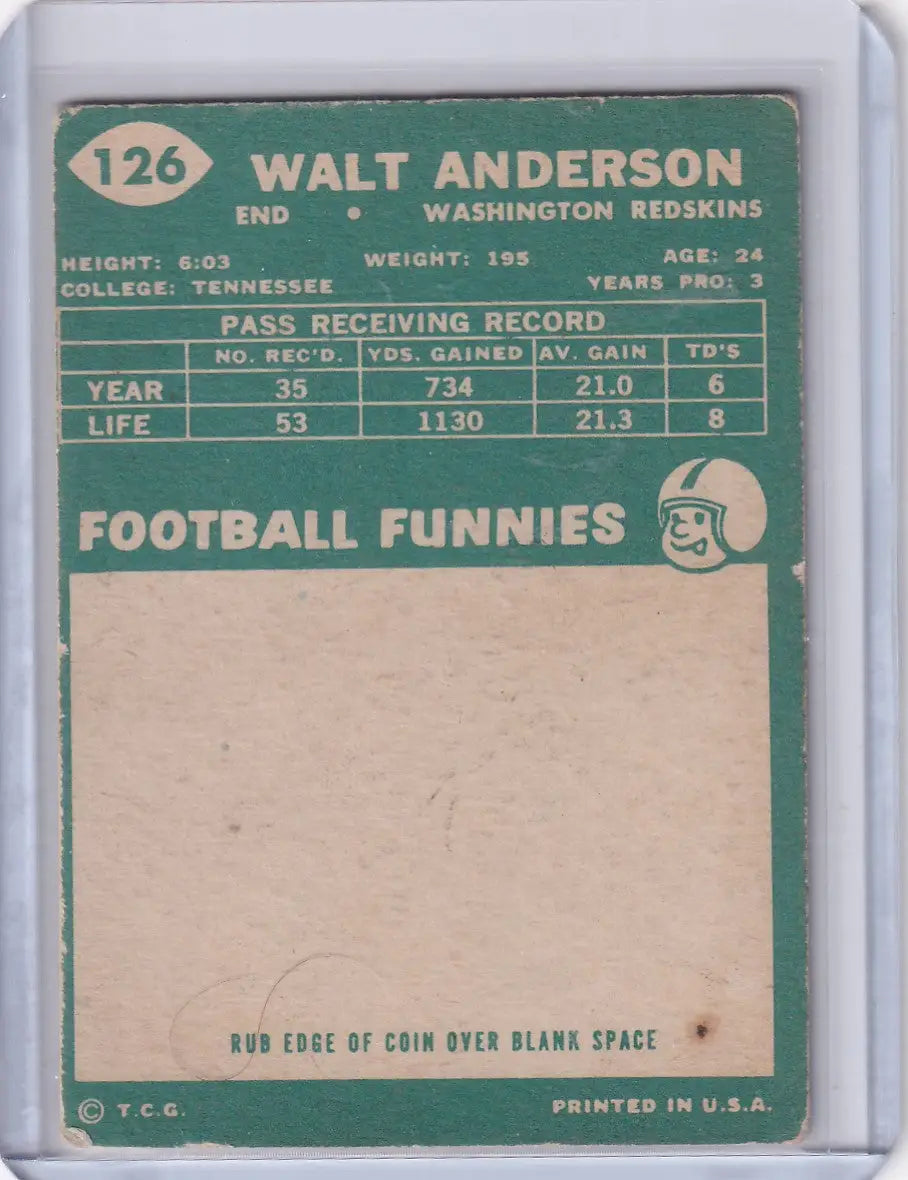 126
WALT ANDERSON
END • WASHINGTON REDSKINS
HEIGHT: 6:03 WEIGHT: 195 AGE: 24
COLLEGE: TENNESSEE YEARS PRO: 3
PASS RECEIVING RECORD
NO. REC'D. YDS. GAINED AV. GAIN TD'S
YEAR 35 734 21.0 6
LIFE 53 1130 21.3 8
FOOTBALL FUNNIES
RUB EDGE OF COIN OVER BLANK SPACE
© T.C.G. PRINTED IN U.S.A.